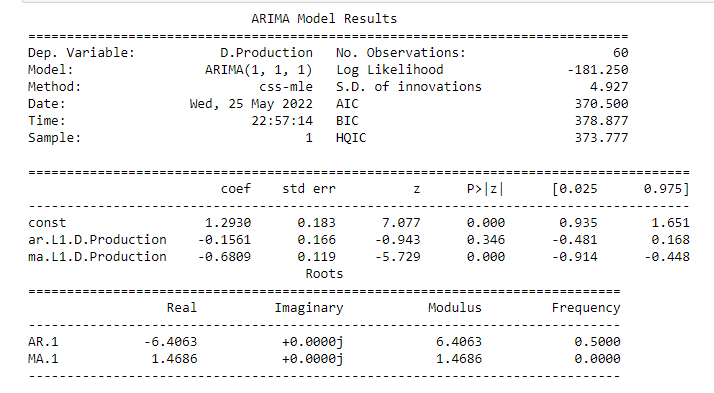 ARIMA Model Results
==============================================================================
Dep. Variable: D.Production No. Observations: 60
Model: ARIMA(1, 1, 1) Log Likelihood -181.250
Method: css-mle S.D. of innovations 4.927
Date: Wed, 25 May 2022 AIC 370.500
Time: 22:57:14 BIC 378.877
Sample: 1 HQIC 373.777
======================================================================================
coef std err z P>|z| [0.025 0.975]
--------------------------------------------------------------------------------------
const 1.2930 0.183 7.077 0.000 0.935 1.651
ar.L1.D.Production -0.1561 0.166 -0.943 0.346 -0.481 0.168
ma.L1.D.Production -0.6809 0.119 -5.729 0.000 -0.914 -0.448
Roots
=============================================================================
Real Imaginary Modulus Frequency
-----------------------------------------------------------------------------
AR.1 -6.4063 +0.0000j 6.4063 0.5000
MA.1 1.4686 +0.0000j 1.4686 0.0000
-----------------------------------------------------------------------------